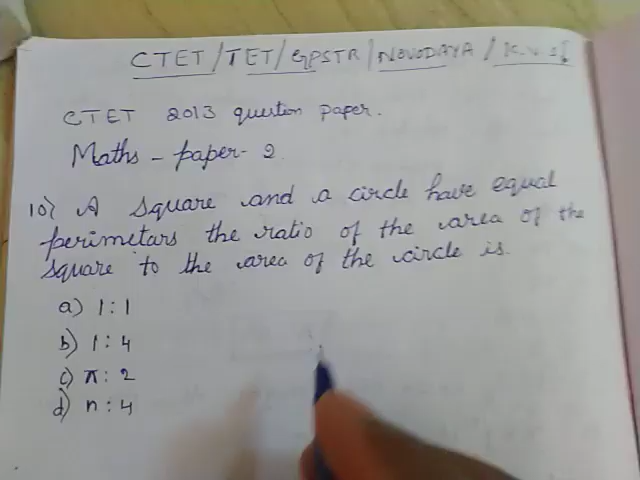 CTET / TET / GPSTR / NOVODAYA / K.V.S
CTET 2013 question paper.
Maths - paper - 2
10) A square and a circle have equal
perimetars the ratio of the area of the
square to the area of the circle is.
a) 1 : 1
b) 1 : 4
c) π : 2
d) n : 4